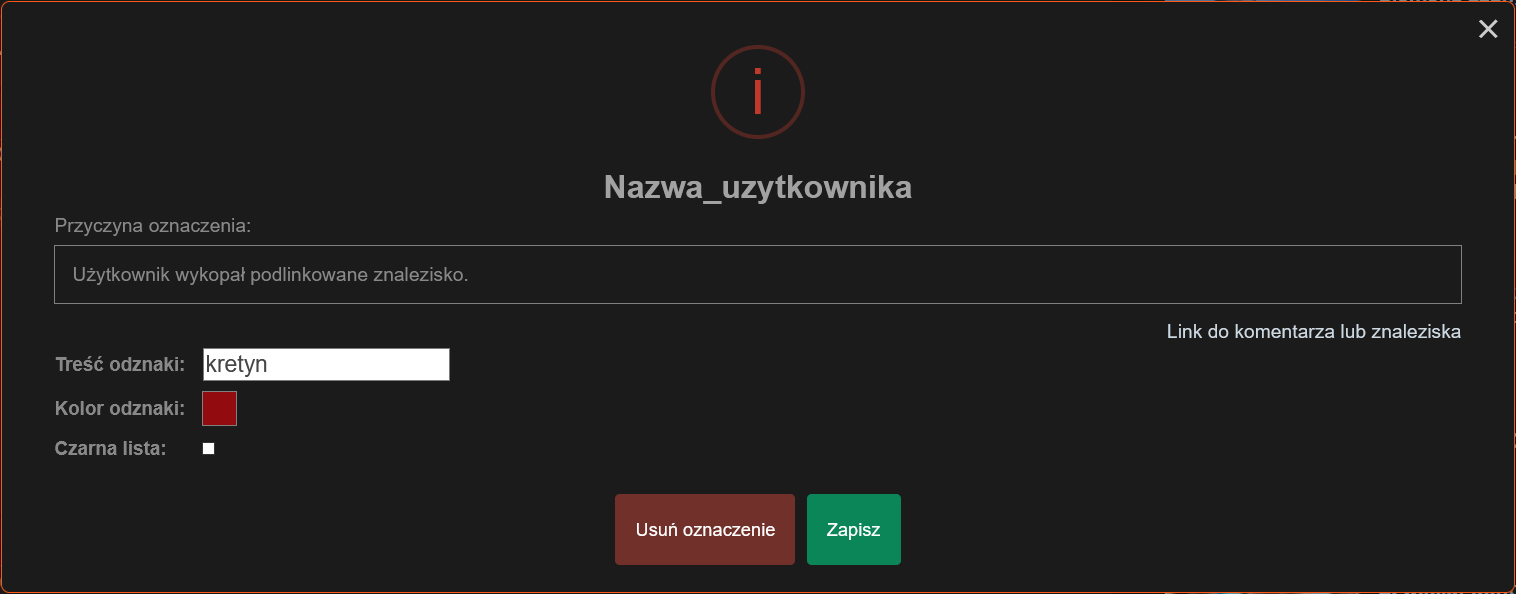 Nazwa_uzytkownika
Przyczyna oznaczenia:
Użytkownik wykopał podlinkowane znalezisko.
Link do komentarza lub znaleziska
Treść odznaki: kretyn
Kolor odznaki:
Czarna lista:
Usuń oznaczenie Zapisz